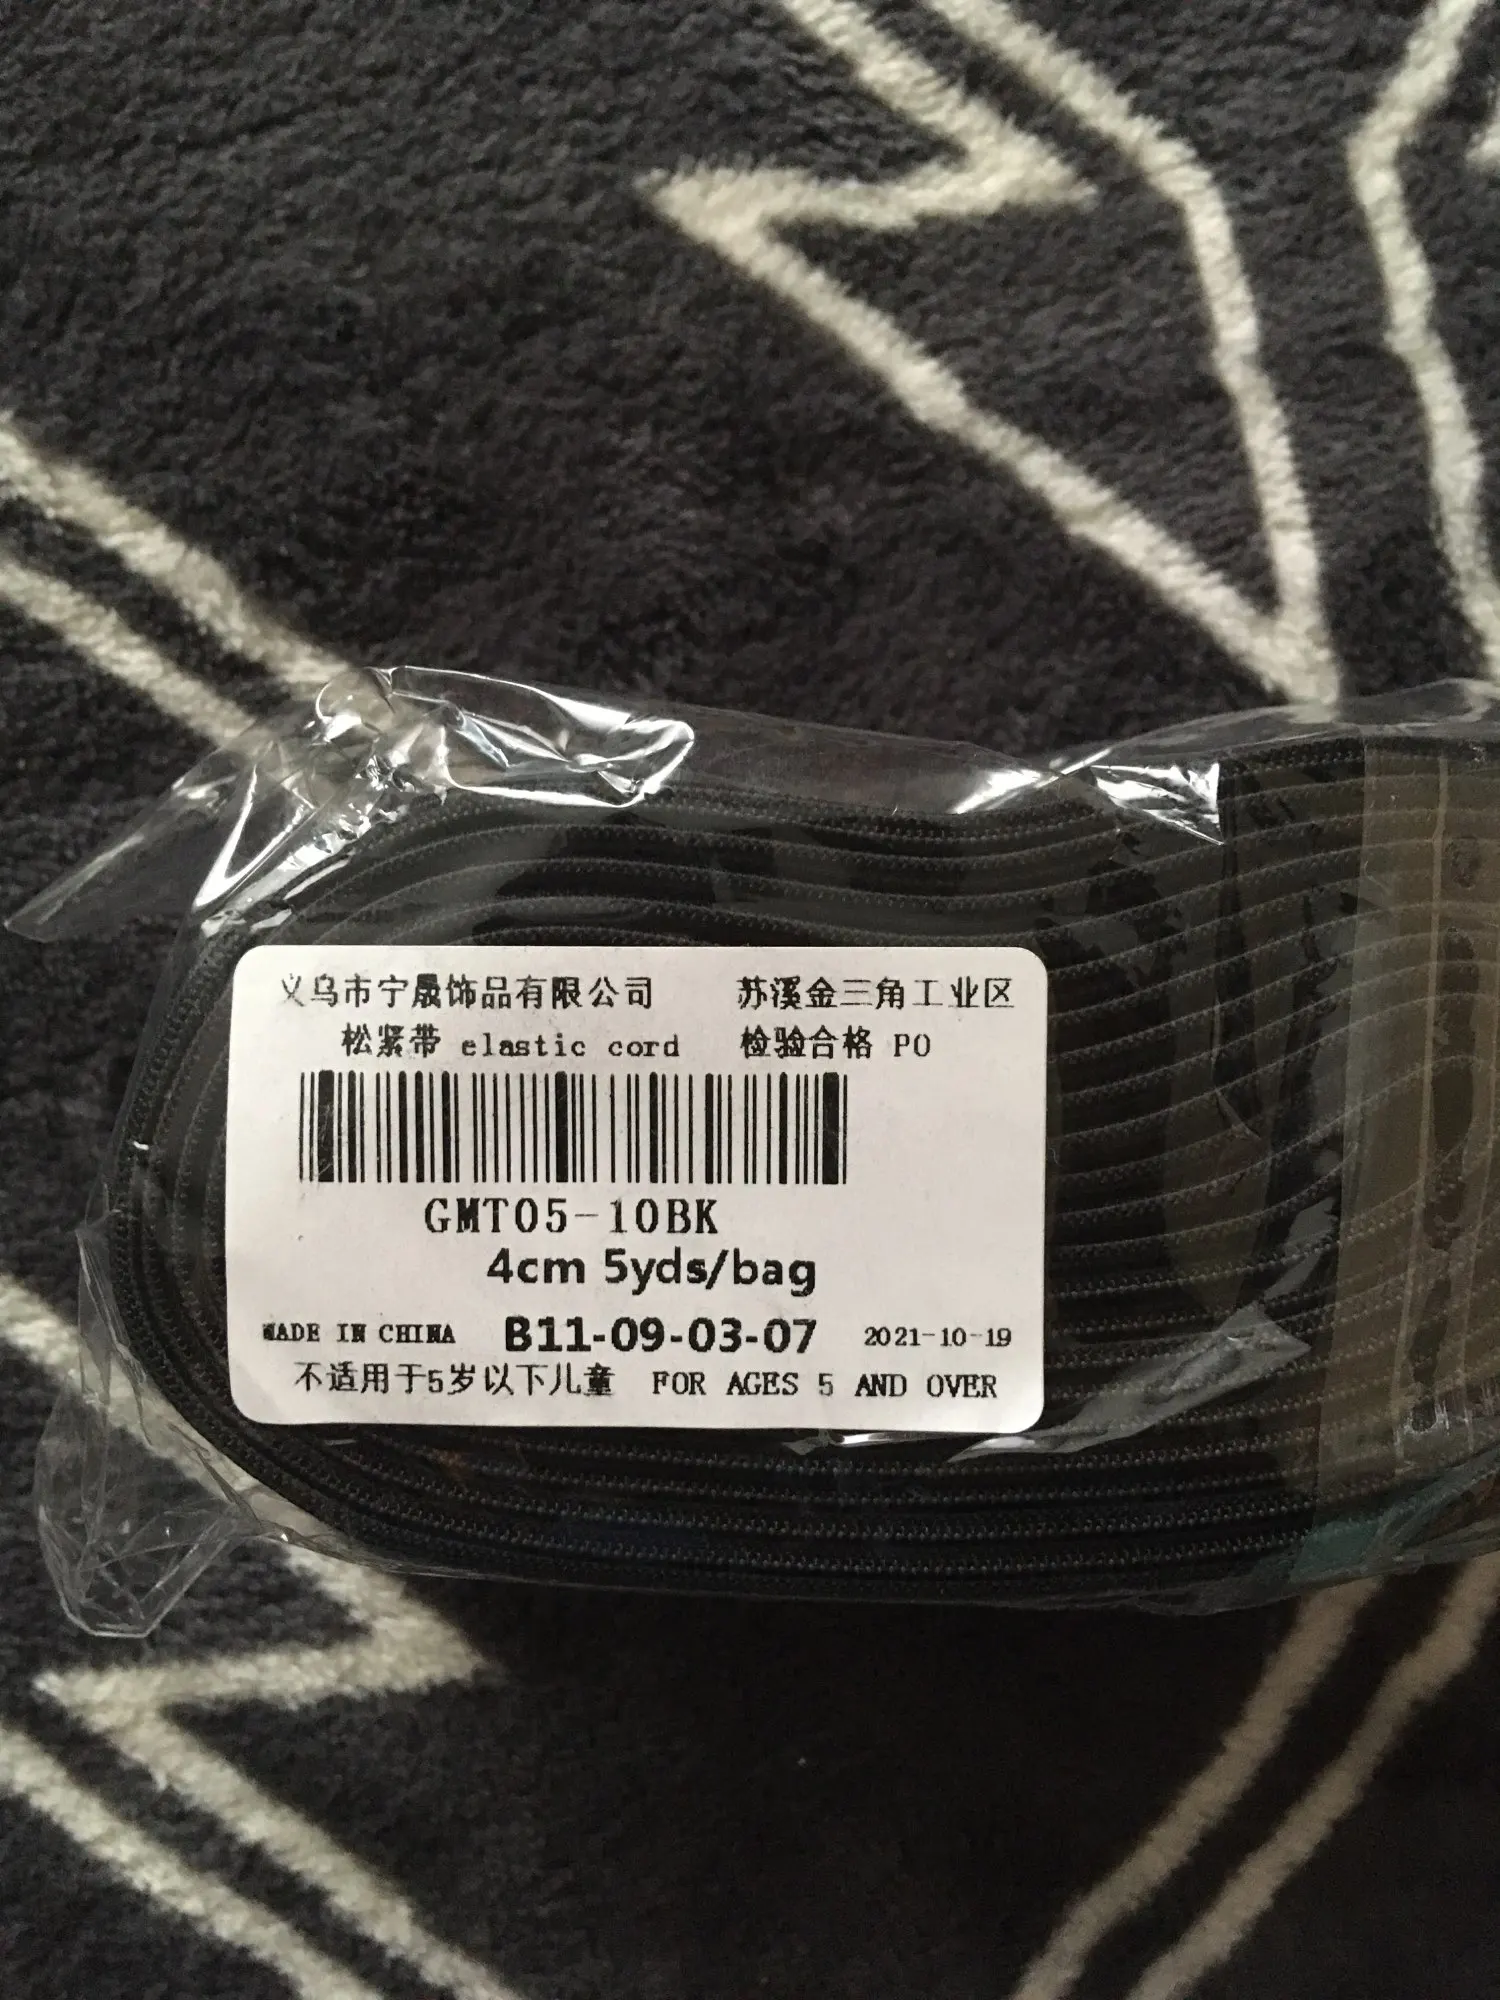 义乌市宁晟饰品有限公司 苏溪金三角工业区
松紧带 elastic cord 检验合格 PO
GMT05-10BK
4cm 5yds/bag
MADE IN CHINA B11-09-03-07 2021-10-19
不适用于5岁以下儿童 FOR AGES 5 AND OVER